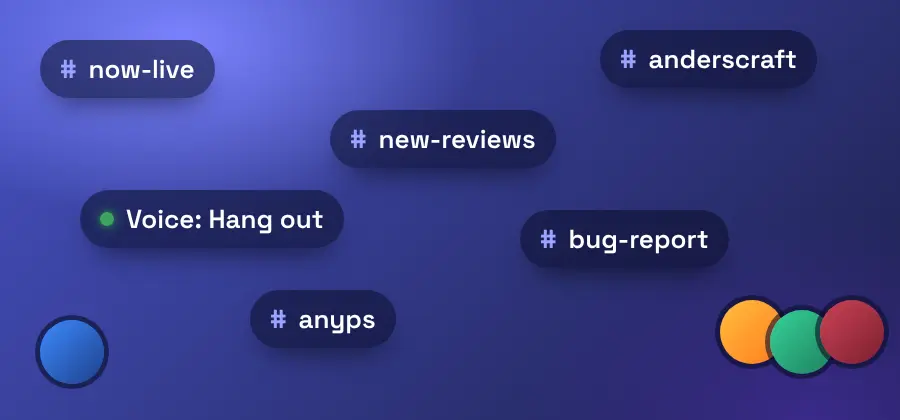 # now-live
# anderscraft
# new-reviews
Voice: Hang out
# bug-report
# anyps